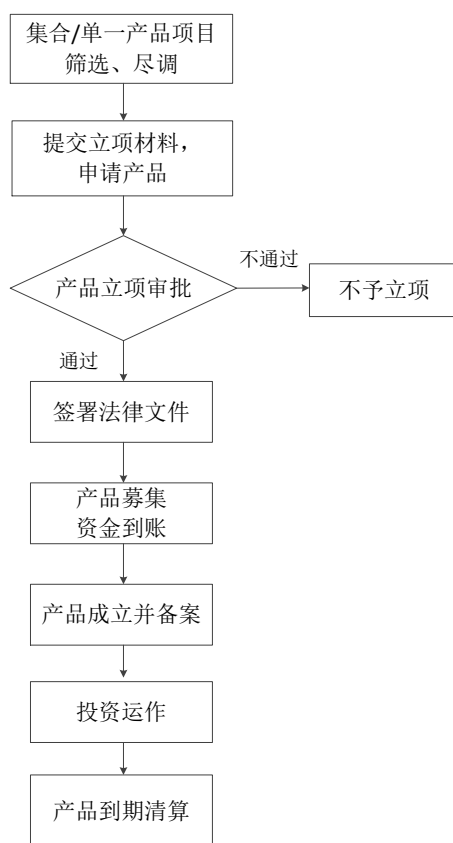 集合/单一产品项目
筛选、尽调
提交立项材料，
申请产品
不通过
产品立项审批
不予立项
通过
签署法律文件
产品募集
资金到账
产品成立并备案
投资运作
产品到期清算